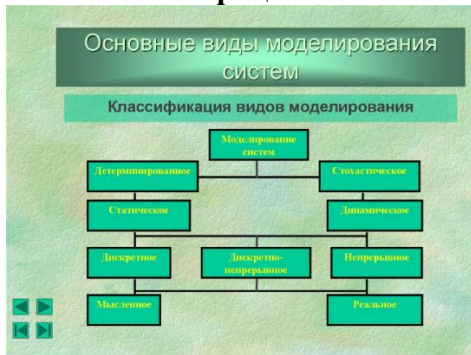 Основные виды моделирования
систем
Классификация видов моделирования
Моделирование
систем
Детерминированное
Стохастическое
Статическое
Динамическое
Дискретное
Дискретно-
непрерывное
Непрерывное
Мысленное
Реальное